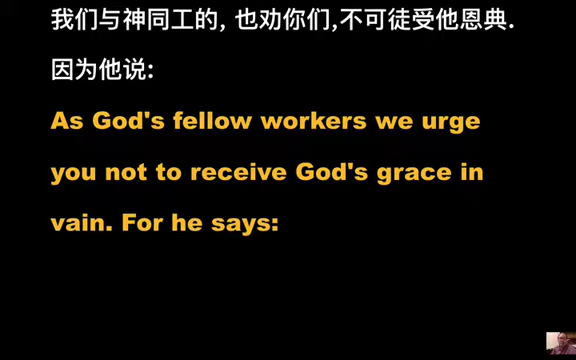 我们与神同工的, 也劝你们,不可徒受他恩典.
因为他说:
As God's fellow workers we urge
you not to receive God's grace in
vain. For he says: